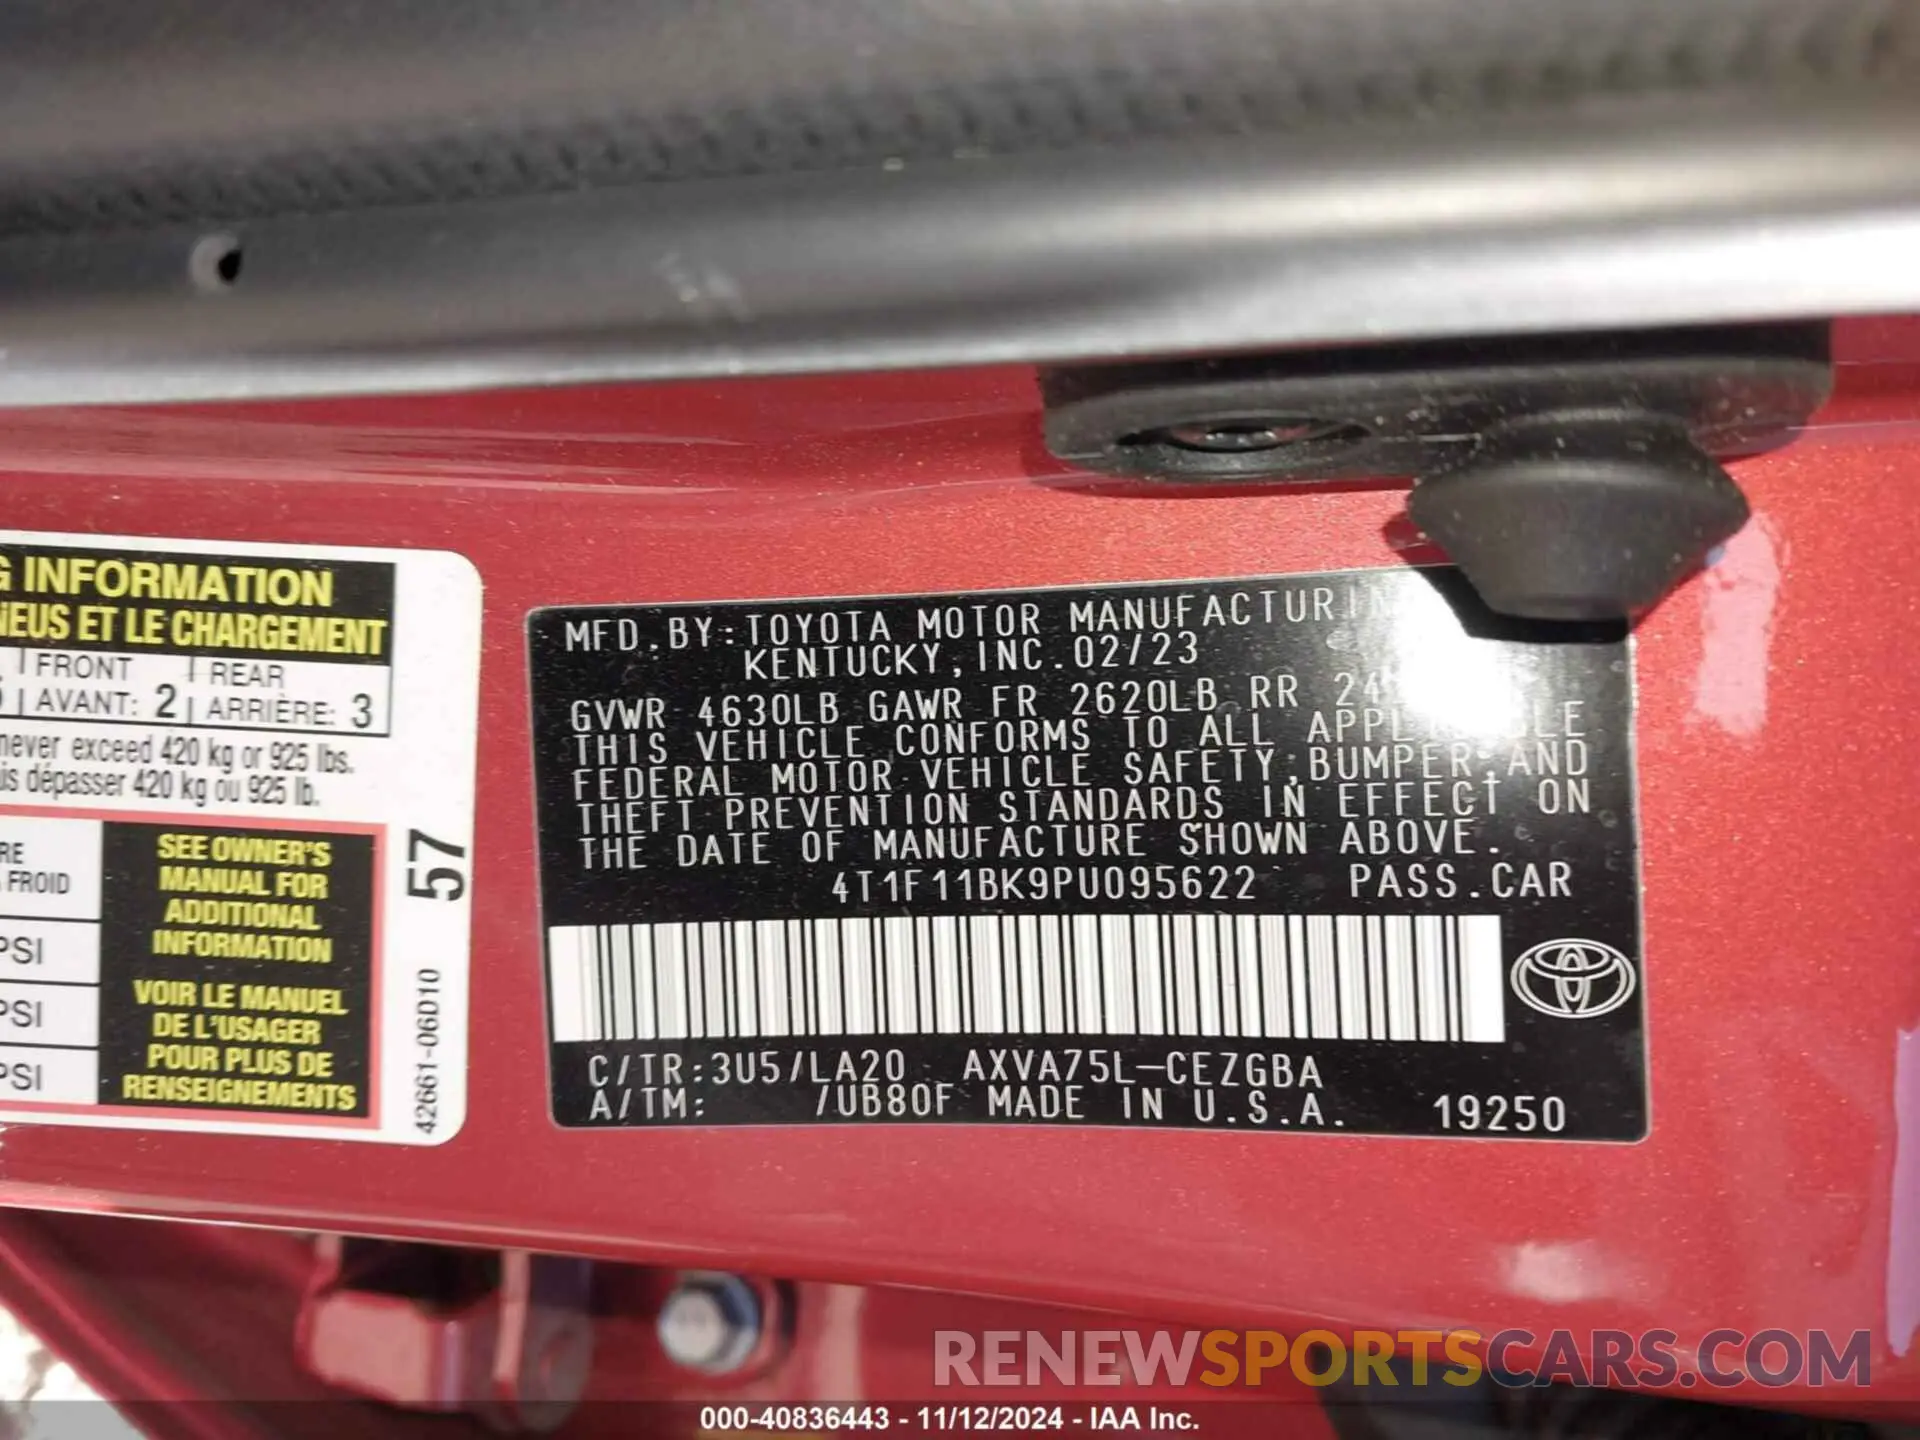 INFORMATION
NEUS ET LE CHARGEMENT
FRONT REAR
AVANT: 2 ARRIÈRE: 3
never exceed 420 kg or 925 lbs.
dépasser 420 kg ou 925 lb.
FROID
PSI
PSI
PSI
SEE OWNER'S
MANUAL FOR
ADDITIONAL
INFORMATION
VOIR LE MANUEL
DE L'USAGER
POUR PLUS DE
RENSEIGNEMENTS
57
42661-06D10
MFD. BY: TOYOTA MOTOR MANUFACTURIN
KENTUCKY, INC. 02/23
GVWR 4630LB GAWR FR 2620LB RR 24
THIS VEHICLE CONFORMS TO ALL
FEDERAL MOTOR VEHICLE SAFETY, BUMPER, AND
THEFT PREVENTION STANDARDS IN EFFECT ON
THE DATE OF MANUFACTURE SHOWN ABOVE.
4T1F11BK9PU095622 PASS.CAR
C/TR:3U5/LA20 AXVA75L-CEZGBA
A/TM: /UB80F MADE IN U.S.A. 19250
RENEWSPORTSCARS.COM
000-40836443 - 11/12/2024 - IAA Inc.